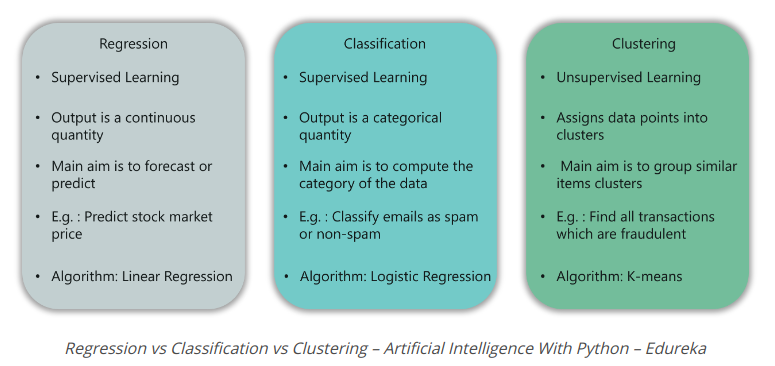 Regression
• Supervised Learning
• Output is a continuous
quantity
• Main aim is to forecast or
predict
• E.g. : Predict stock market
price
• Algorithm: Linear Regression
Classification
• Supervised Learning
• Output is a categorical
quantity
• Main aim is to compute the
category of the data
• E.g. : Classify emails as spam
or non-spam
• Algorithm: Logistic Regression
Clustering
• Unsupervised Learning
• Assigns data points into
clusters
• Main aim is to group similar
items clusters
• E.g. : Find all transactions
which are fraudulent
• Algorithm: K-means
Regression vs Classification vs Clustering – Artificial Intelligence With Python – Edureka